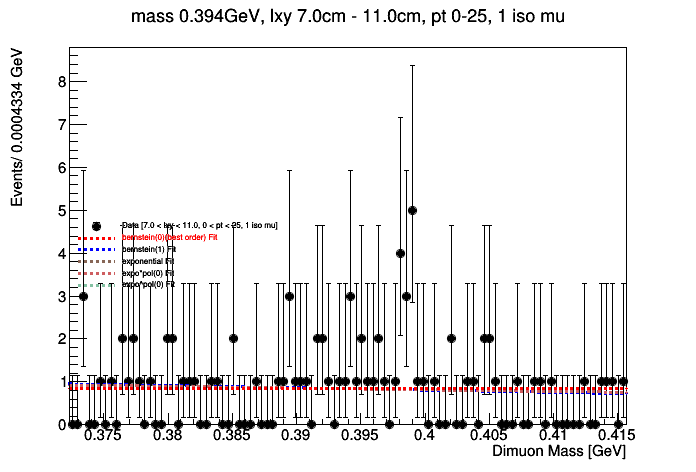 mass 0.394GeV, lxy 7.0cm - 11.0cm, pt 0-25, 1 iso mu
Events/ 0.0004334 GeV
8
7
6
5
4
3
2
1
0
Data [7.0 < lxy < 11.0, 0 < pt < 25, 1 iso mu]
bernstein(0)(best order) Fit
bernstein(1) Fit
exponential Fit
expo*pol(0) Fit
expo*pol(0) Fit
0.375 0.38 0.385 0.39 0.395 0.4 0.405 0.41 0.415
Dimuon Mass [GeV]